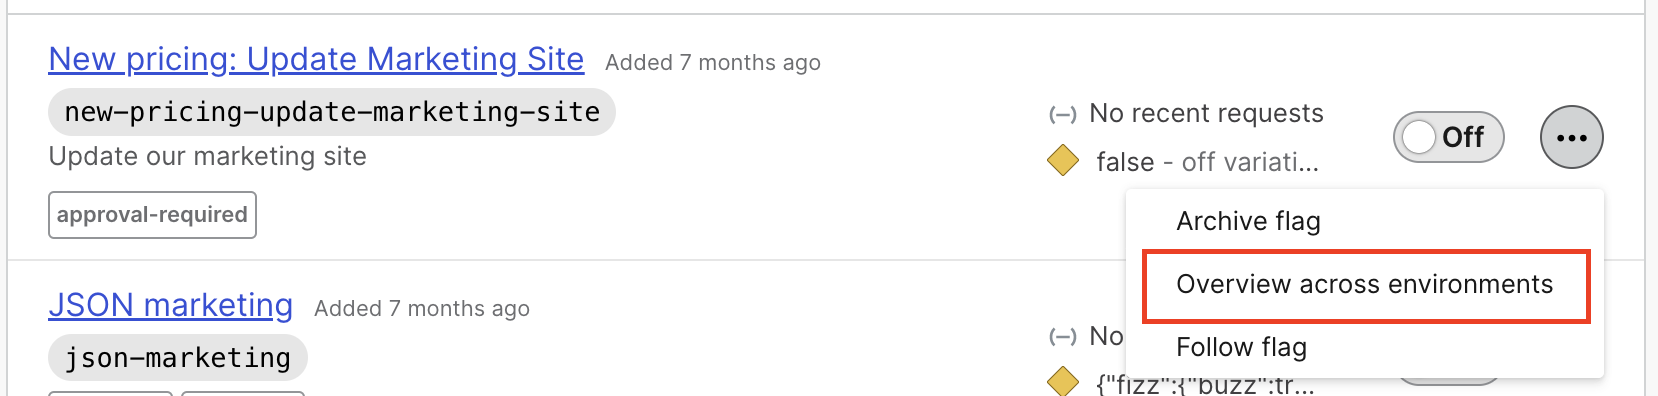 New pricing: Update Marketing Site Added 7 months ago
new-pricing-update-marketing-site
Update our marketing site
approval-required
(–) No recent requests
false - off variati...
Off
•••
Archive flag
Overview across environments
Follow flag
JSON marketing Added 7 months ago
json-marketing
(–) No
{"fizz":{"buzz":tr...